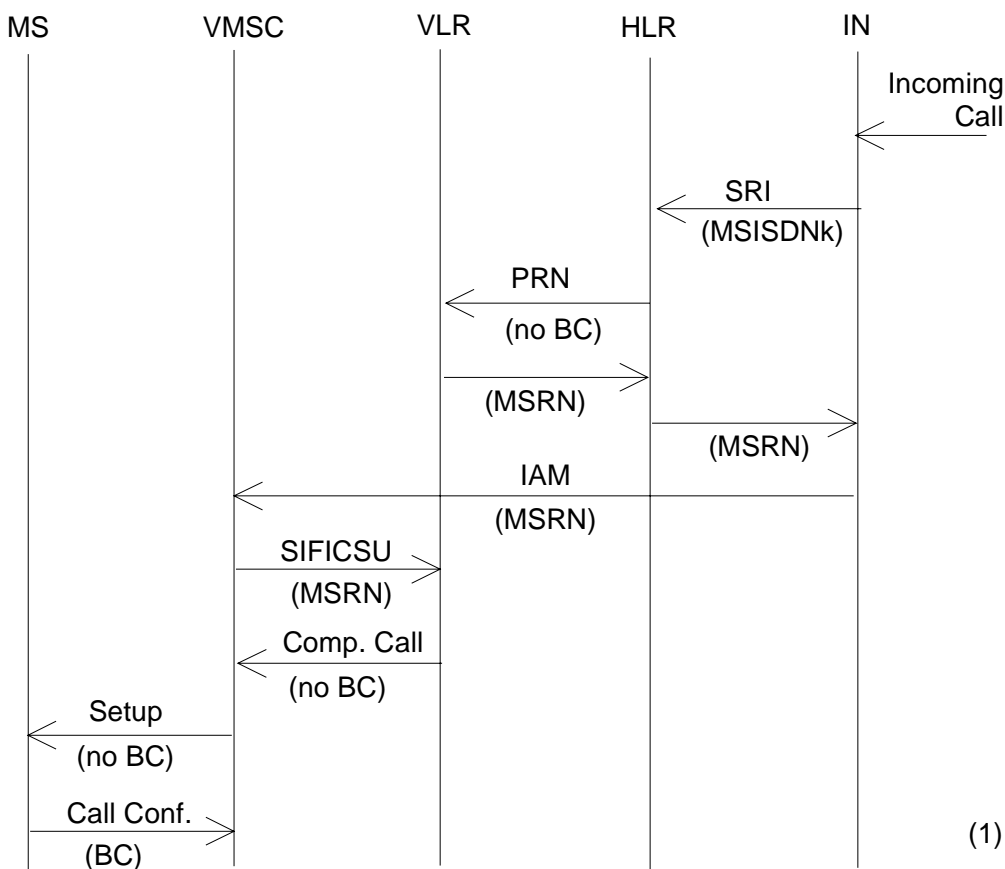 MS VMSC VLR HLR IN
Incoming
Call
SRI
(MSISDNk)
PRN
(no BC)
(MSRN)
(MSRN)
IAM
(MSRN)
SIFICSU
(MSRN)
Comp. Call
(no BC)
Setup
(no BC)
Call Conf.
(BC)
(1)